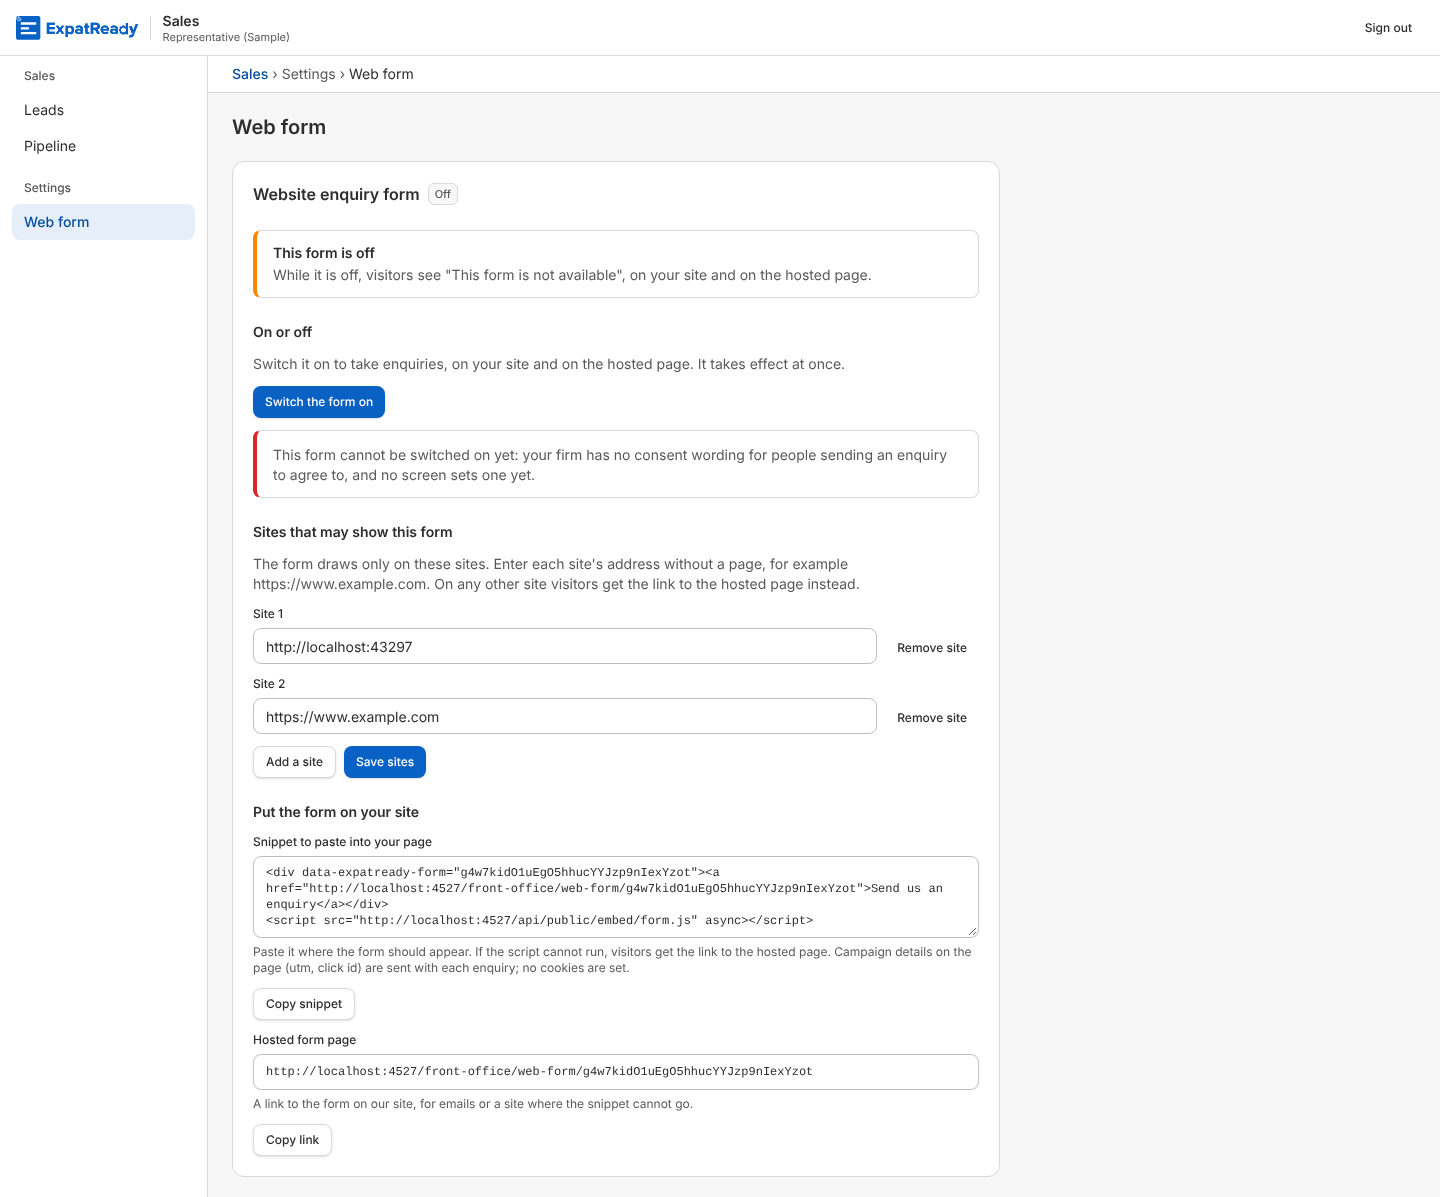 ExpatReady
Sales
Representative (Sample)
Sign out
Sales
Leads
Pipeline
Settings
Web form
Sales › Settings › Web form
Web form
Website enquiry form Off
This form is off
While it is off, visitors see "This form is not available", on your site and on the hosted page.
On or off
Switch it on to take enquiries, on your site and on the hosted page. It takes effect at once.
Switch the form on
This form cannot be switched on yet: your firm has no consent wording for people sending an enquiry
to agree to, and no screen sets one yet.
Sites that may show this form
The form draws only on these sites. Enter each site's address without a page, for example
https://www.example.com. On any other site visitors get the link to the hosted page instead.
Site 1
http://localhost:43297 Remove site
Site 2
https://www.example.com Remove site
Add a site Save sites
Put the form on your site
Snippet to paste into your page
<div data-expatready-form="g4w7kidO1uEgO5hhucYYJzp9nIexYzot"><a
href="http://localhost:4527/front-office/web-form/g4w7kidO1uEgO5hhucYYJzp9nIexYzot">Send us an
enquiry</a></div>
<script src="http://localhost:4527/api/public/embed/form.js" async></script>
Paste it where the form should appear. If the script cannot run, visitors get the link to the hosted page. Campaign details on the
page (utm, click id) are sent with each enquiry; no cookies are set.
Copy snippet
Hosted form page
http://localhost:4527/front-office/web-form/g4w7kidO1uEgO5hhucYYJzp9nIexYzot
A link to the form on our site, for emails or a site where the snippet cannot go.
Copy link